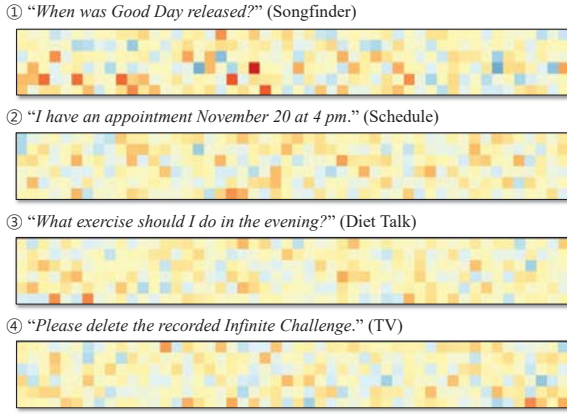 ① “When was Good Day released?” (Songfinder)
② “I have an appointment November 20 at 4 pm.” (Schedule)
③ “What exercise should I do in the evening?” (Diet Talk)
④ “Please delete the recorded Infinite Challenge.” (TV)